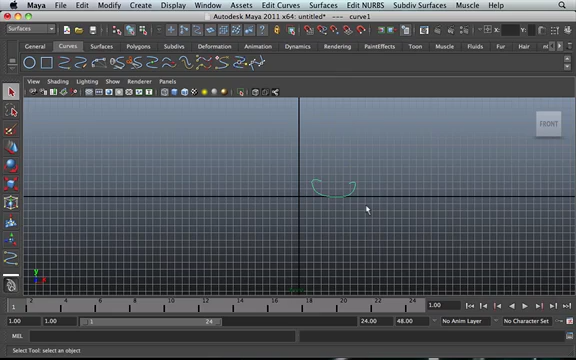 Maya File Edit Modify Create Display Window Assets Edit Curves Surfaces Edit NURBS Subdiv Surfaces Muscle Help
Autodesk Maya 2011 x64: untitled* --- curve1
Surfaces
X: Y:
General Curves Surfaces Polygons Subdivs Deformation Animation Dynamics Rendering PaintEffects Toon Muscle Fluids Fur Hair
View Shading Lighting Show Renderer Panels
FRONT
y
x
1 2 4 6 8 10 12 14 16 18 20 22 24 1.00
1.00 1.00 1 24 24.00 48.00 No Anim Layer No Character Set
MEL
Select Tool: select an object